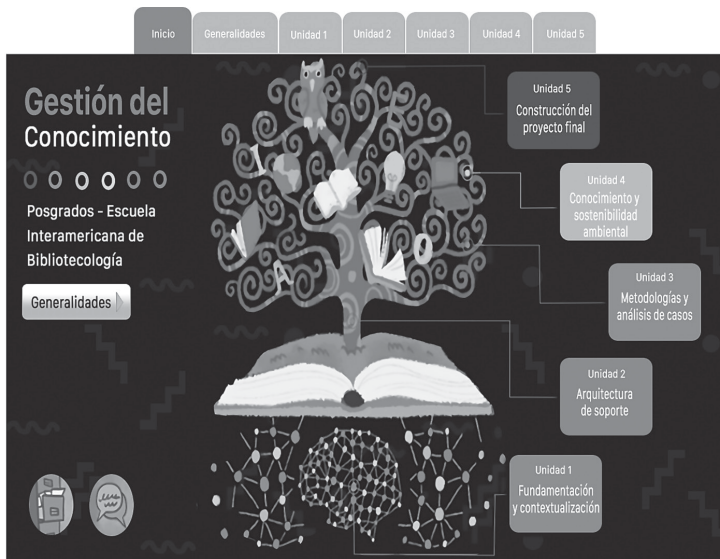 Inicio
Generalidades
Unidad 1
Unidad 2
Unidad 3
Unidad 4
Unidad 5
Gestión del
Conocimiento
Posgrados - Escuela
Interamericana de
Bibliotecología
Generalidades
Unidad 5
Construcción del
proyecto final
Unidad 4
Conocimiento y
sostenibilidad
ambiental
Unidad 3
Metodologías y
análisis de casos
Unidad 2
Arquitectura
de soporte
Unidad 1
Fundamentación
y contextualización